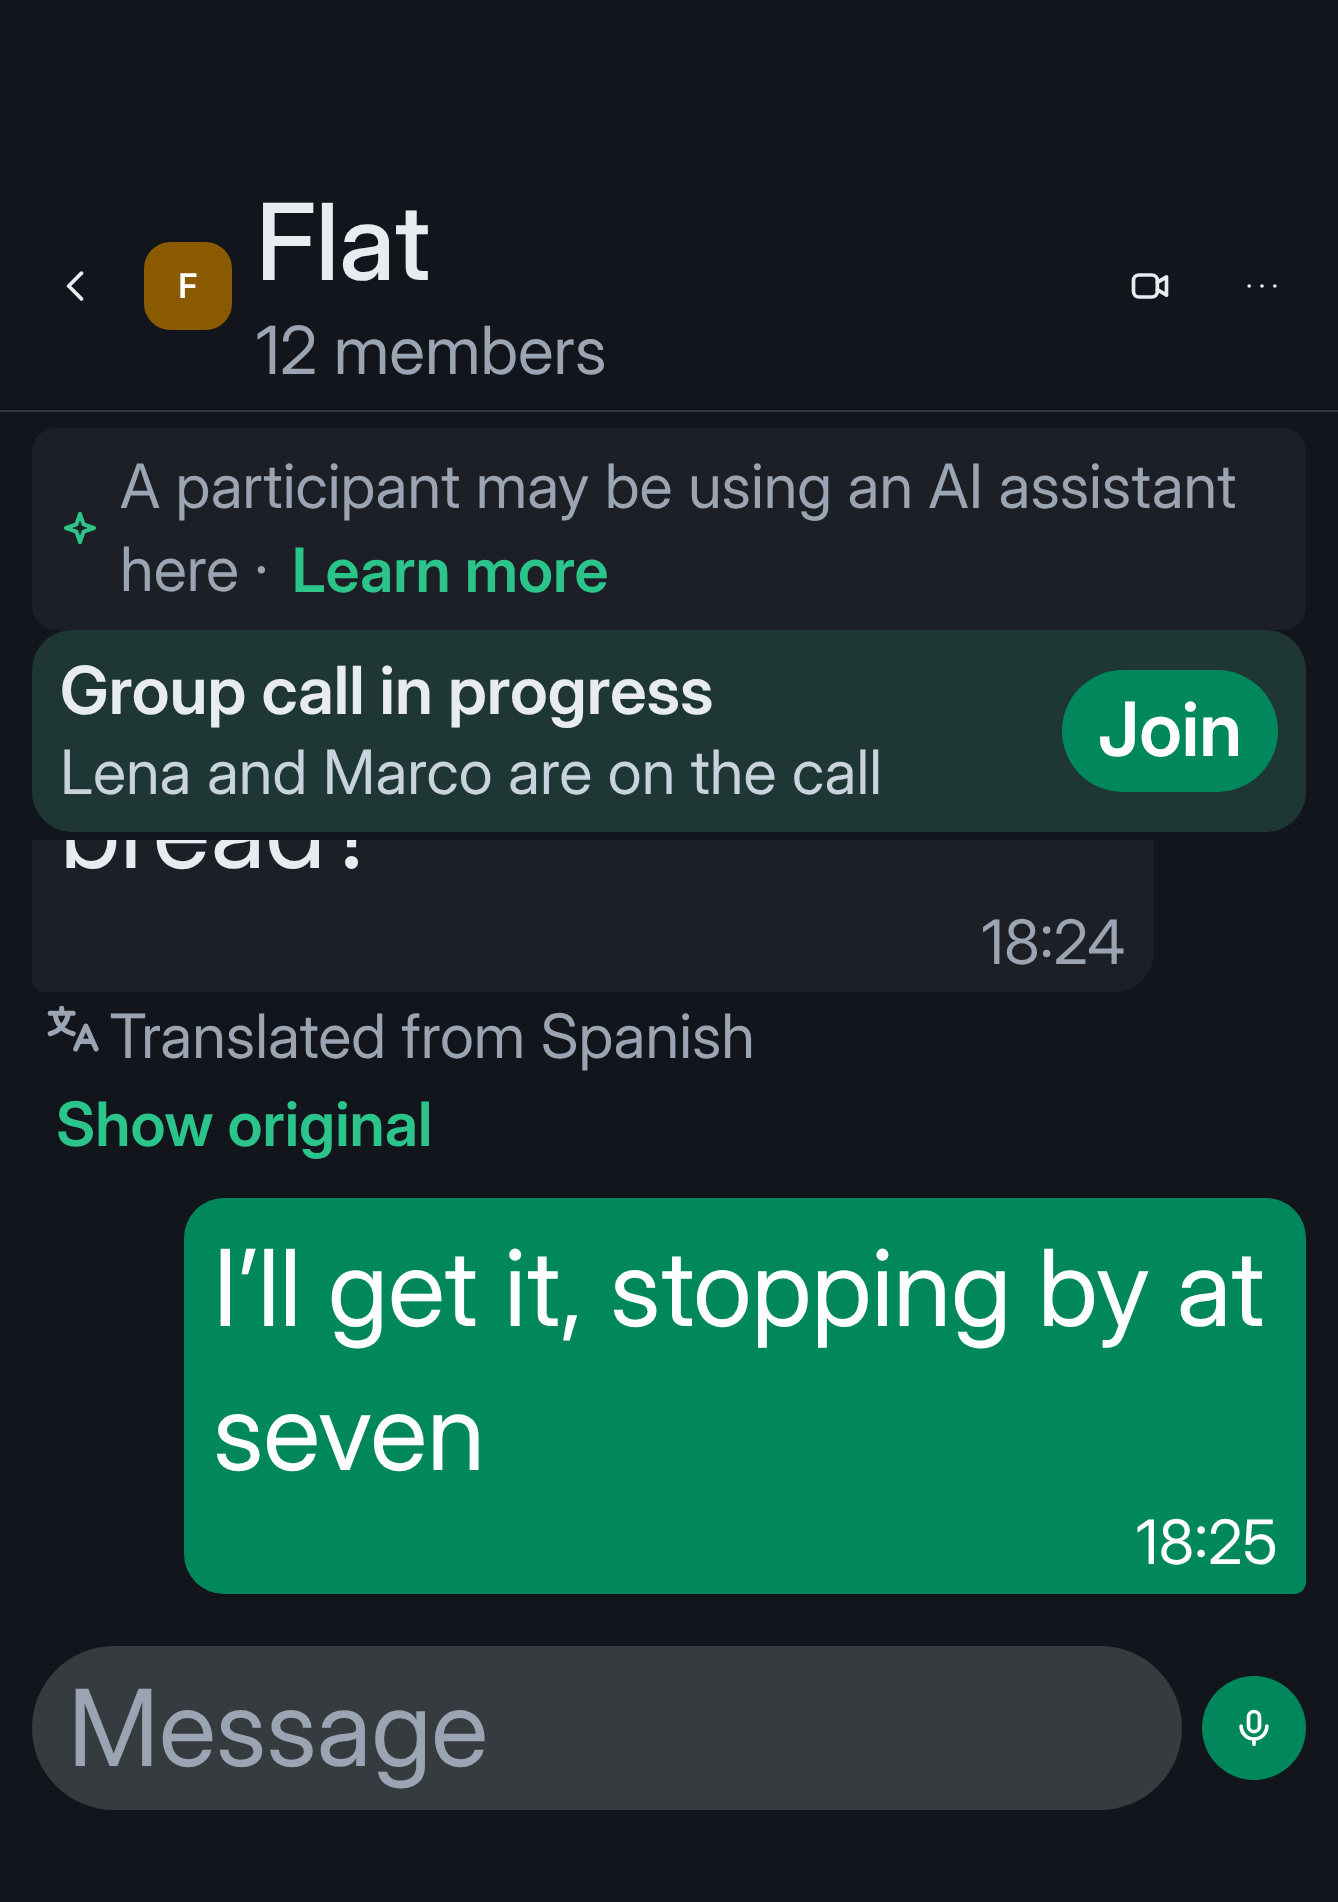 Flat
F
12 members
A participant may be using an AI assistant
here · Learn more
Group call in progress
Lena and Marco are on the call
Join
bread?
18:24
Translated from Spanish
Show original
I’ll get it, stopping by at
seven
18:25
Message